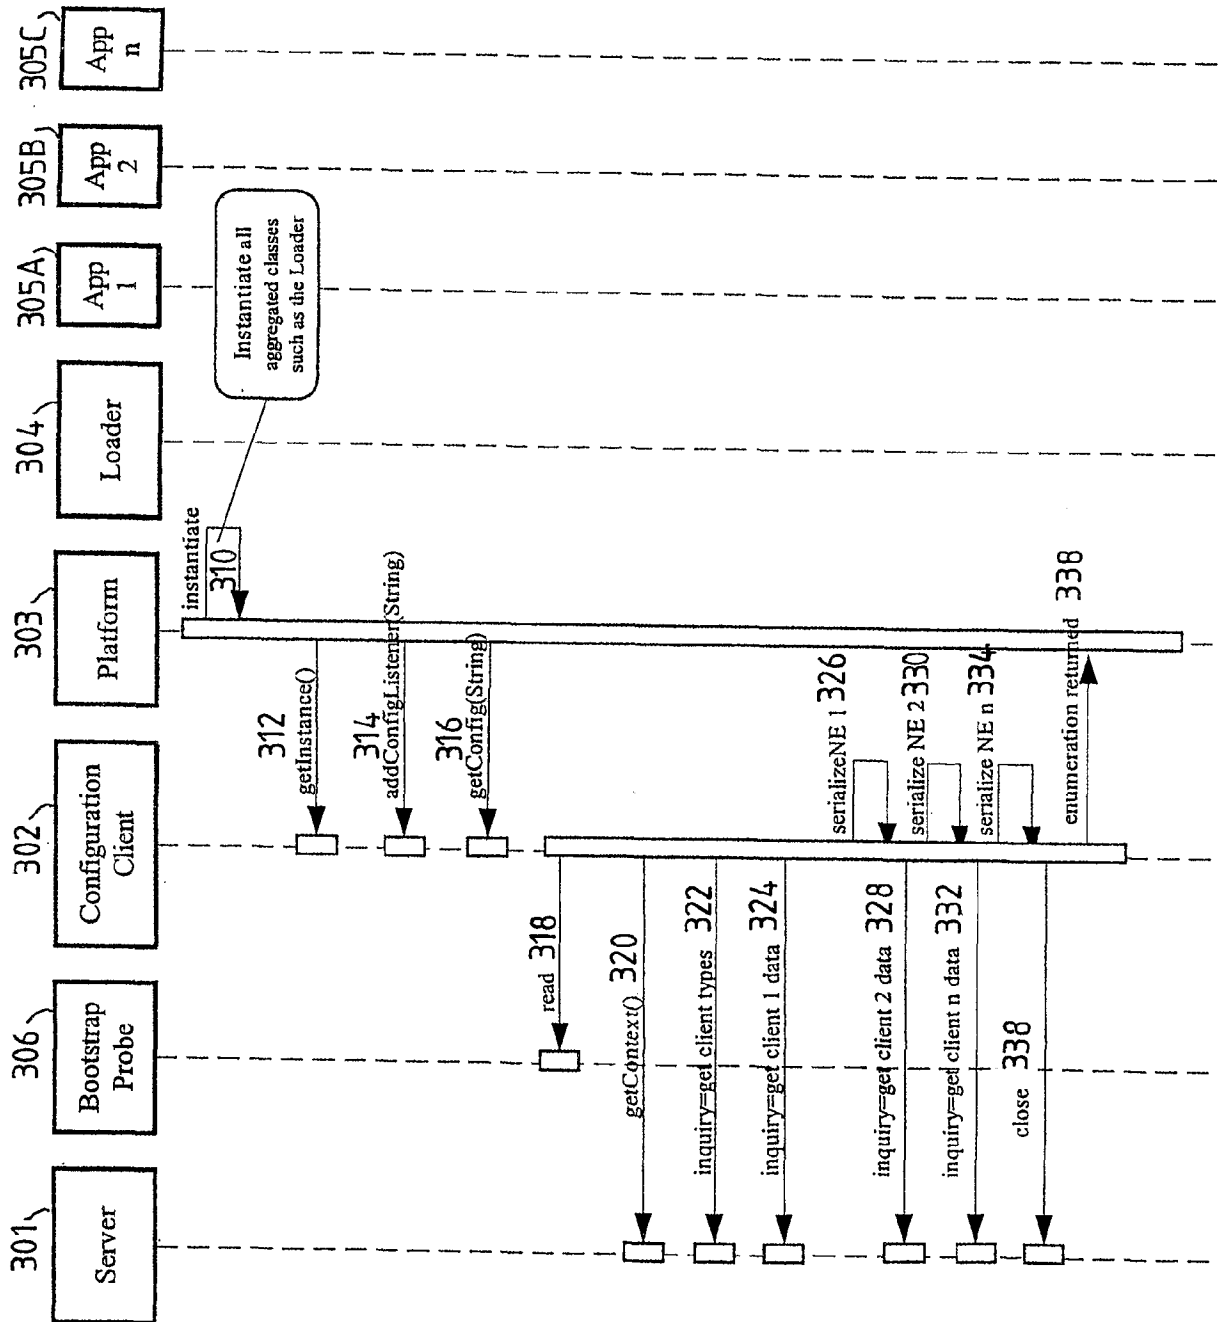 301
Server
306
Bootstrap
Probe
302
Configuration
Client
303
Platform
304
Loader
305A
App
1
305B
App
2
305C
App
n
instantiate
310
Instantiate all
aggregated classes
such as the Loader
312
getInstance()
314
addConfigListener(String)
316
getConfig(String)
read 318
getContext() 320
inquiry=get client types 322
inquiry=get client 1 data 324
serializeNE 1 326
inquiry=get client 2 data 328
serialize NE 2 330
inquiry=get client n data 332
serialize NE n 334
close 338
enumeration returned 338